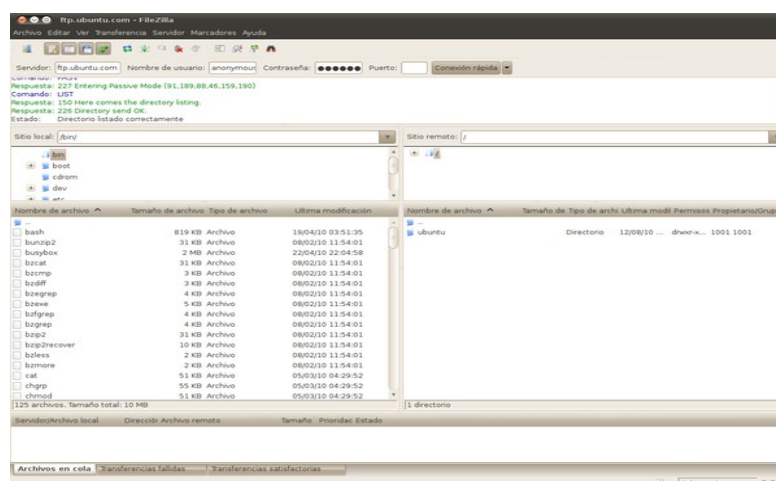 ftp.ubuntu.com - FileZilla
Archivo Editar Ver Transferencia Servidor Marcadores Ayuda
Servidor: ftp.ubuntu.com Nombre de usuario: anonymous Contraseña: ●●●●●● Puerto: Conexión rápida
Comando: PASV
Respuesta: 227 Entering Passive Mode (91,189,88,46,159,190)
Comando: LIST
Respuesta: 150 Here comes the directory listing.
Respuesta: 226 Directory send OK.
Estado: Directorio listado correctamente
Sitio local: /bin/
bin
boot
cdrom
dev
etc
Sitio remoto: /
/
Nombre de archivo Tamaño de archivo Tipo de archivo Última modificación
..
bash 819 KB Archivo 19/04/10 03:51:35
bunzip2 31 KB Archivo 08/02/10 11:54:01
busybox 2 MB Archivo 22/04/10 22:04:58
bzcat 31 KB Archivo 08/02/10 11:54:01
bzcmp 3 KB Archivo 08/02/10 11:54:01
bzdiff 3 KB Archivo 08/02/10 11:54:01
bzegrep 4 KB Archivo 08/02/10 11:54:01
bzexe 5 KB Archivo 08/02/10 11:54:01
bzfgrep 4 KB Archivo 08/02/10 11:54:01
bzgrep 4 KB Archivo 08/02/10 11:54:01
bzip2 31 KB Archivo 08/02/10 11:54:01
bzip2recover 10 KB Archivo 08/02/10 11:54:01
bzless 2 KB Archivo 08/02/10 11:54:01
bzmore 2 KB Archivo 08/02/10 11:54:01
cat 51 KB Archivo 05/03/10 04:29:52
chgrp 55 KB Archivo 05/03/10 04:29:52
chmod 51 KB Archivo 05/03/10 04:29:52
125 archivos. Tamaño total: 10 MB
Nombre de archivo Tamaño de Tipo de archi Última modif Permisos Propietario/Grup
..
ubuntu Directorio 12/08/10 ... drwxr-x... 1001 1001
1 directorio
Servidor/Archivo local Dirección Archivo remoto Tamaño Prioridad Estado
Archivos en cola Transferencias fallidas Transferencias satisfactorias